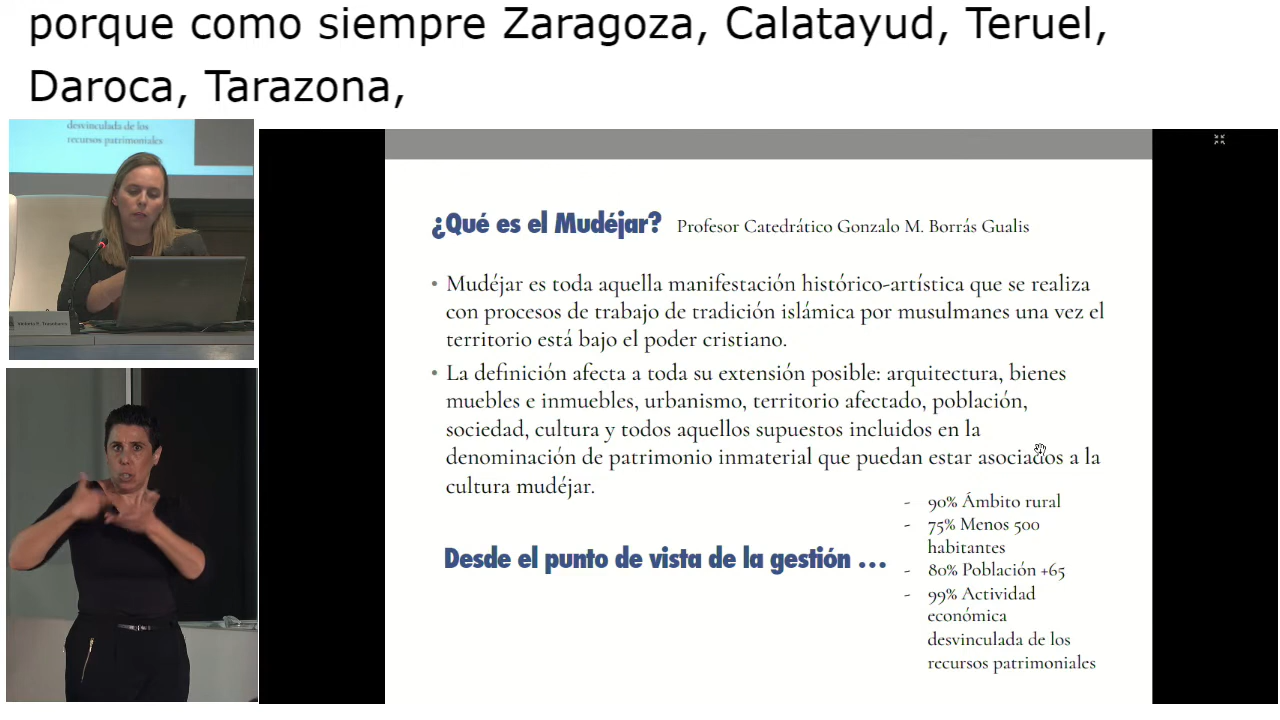 porque como siempre Zaragoza, Calatayud, Teruel,
Daroca, Tarazona,
desvinculada de los
recursos patrimoniales
¿Qué es el Mudéjar? Profesor Catedrático Gonzalo M. Borrás Gualis
• Mudéjar es toda aquella manifestación histórico-artística que se realiza
con procesos de trabajo de tradición islámica por musulmanes una vez el
territorio está bajo el poder cristiano.
• La definición afecta a toda su extensión posible: arquitectura, bienes
muebles e inmuebles, urbanismo, territorio afectado, población,
sociedad, cultura y todos aquellos supuestos incluidos en la
denominación de patrimonio inmaterial que puedan estar asociados a la
cultura mudéjar.
Desde el punto de vista de la gestión ...
- 90% Ámbito rural
- 75% Menos 500
habitantes
- 80% Población +65
- 99% Actividad
económica
desvinculada de los
recursos patrimoniales